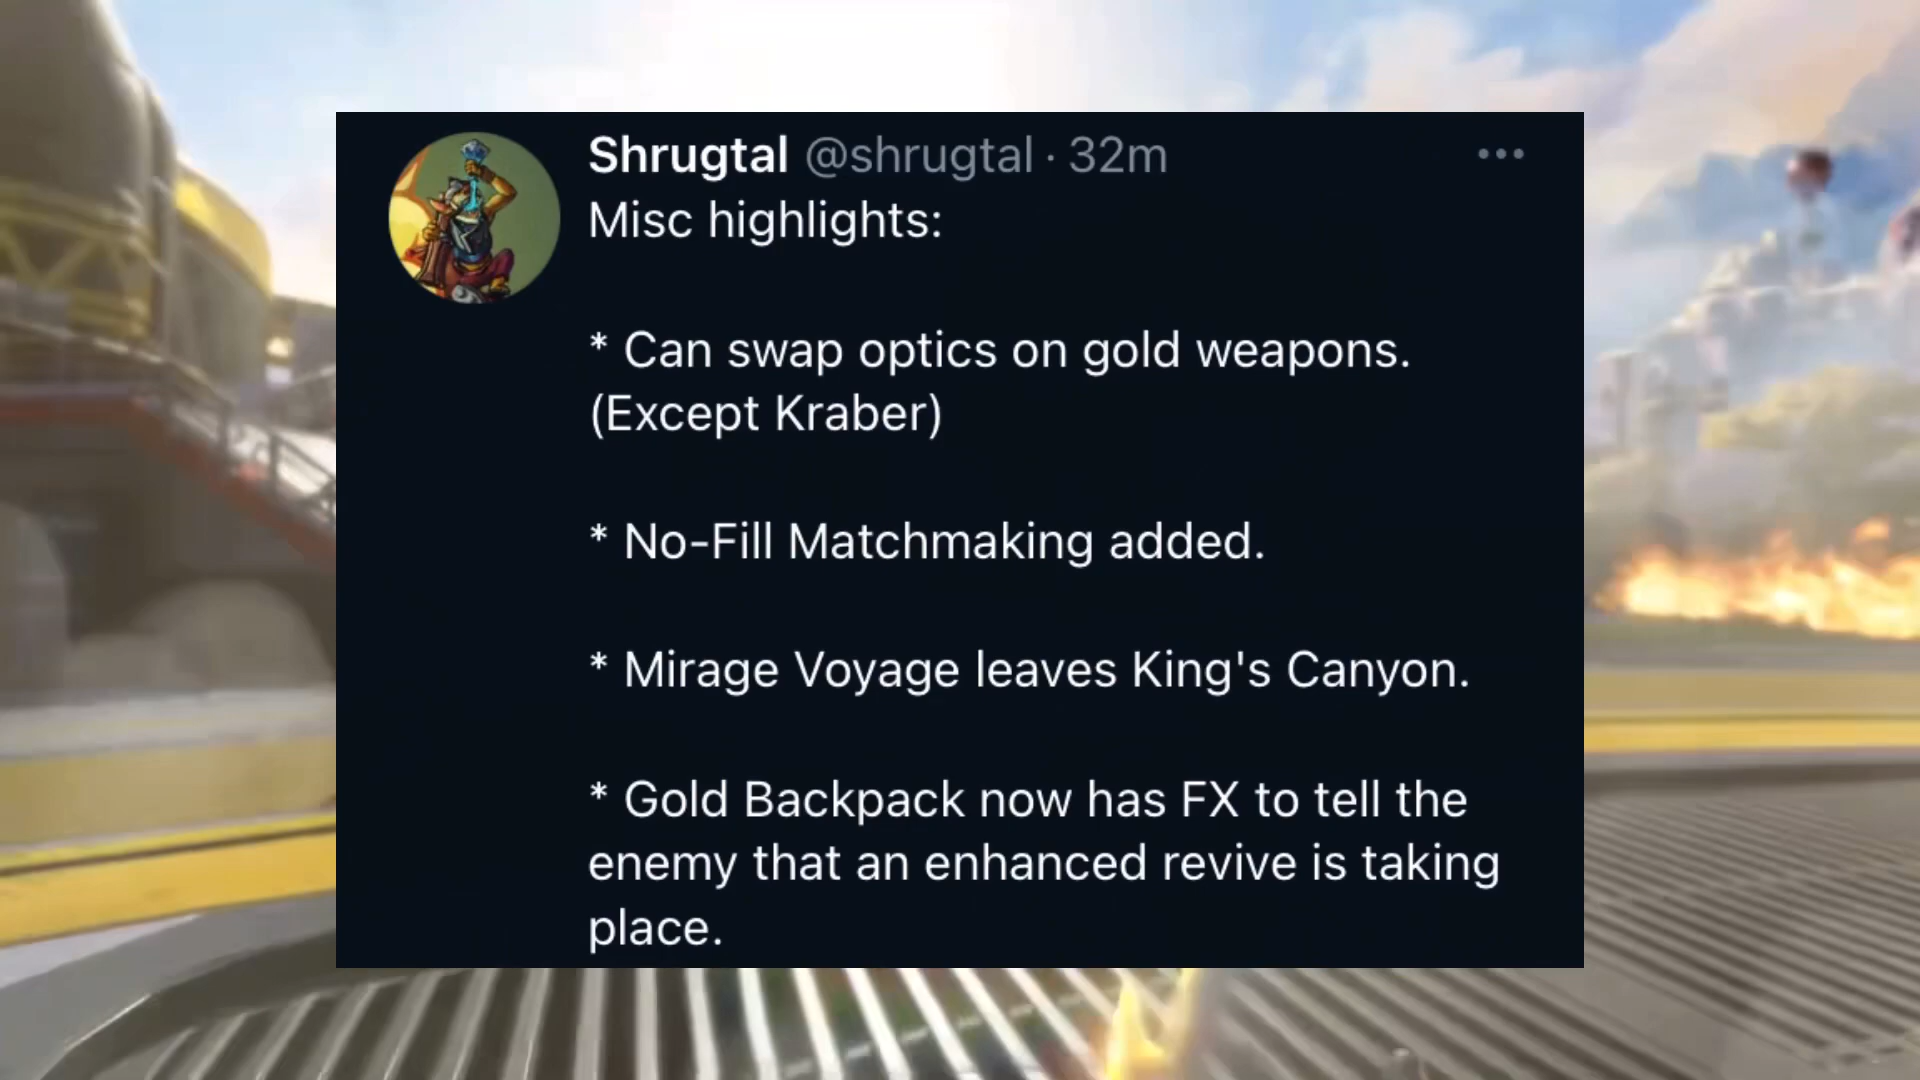 Shrugtal @shrugtal · 32m
Misc highlights:
* Can swap optics on gold weapons.
(Except Kraber)
* No-Fill Matchmaking added.
* Mirage Voyage leaves King's Canyon.
* Gold Backpack now has FX to tell the
enemy that an enhanced revive is taking
place.